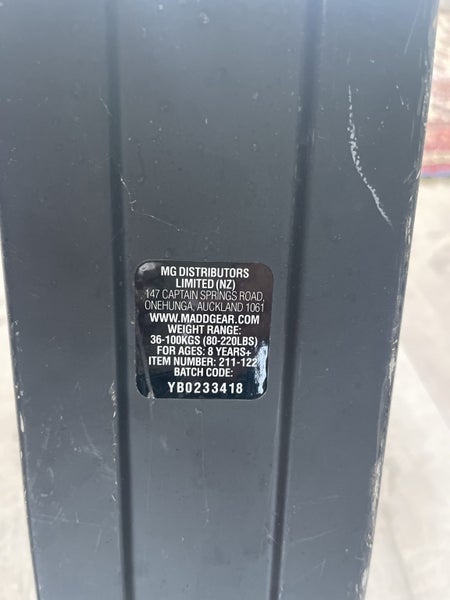 MG DISTRIBUTORS
LIMITED (NZ)
147 CAPTAIN SPRINGS ROAD,
ONEHUNGA, AUCKLAND 1061
WWW.MADDGEAR.COM
WEIGHT RANGE:
36-100KGS (80-220LBS)
FOR AGES: 8 YEARS+
ITEM NUMBER: 211-122
BATCH CODE:
YB0233418